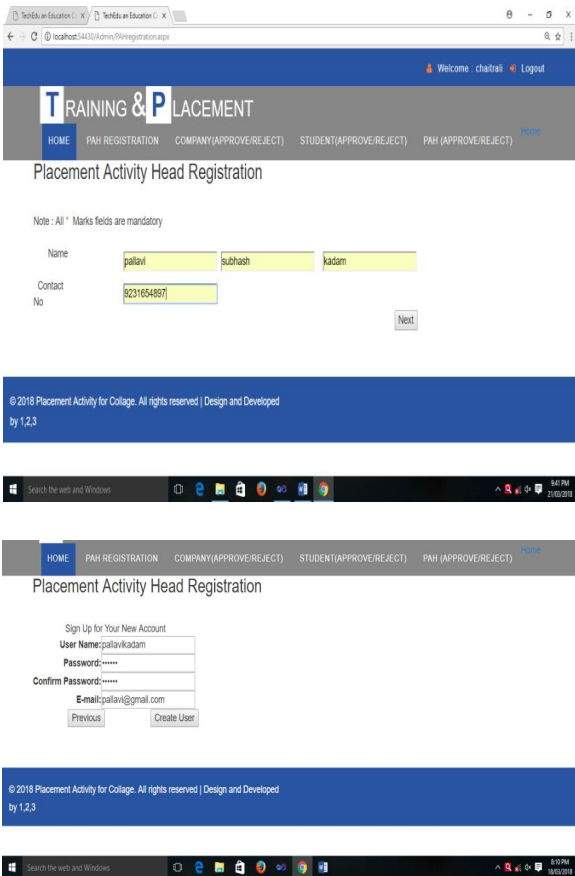 TechEdu an Education C X TechEdu an Education C X
localhost:54430/Admin/PAHregistration.aspx
Welcome : chaitrali Logout
TRAINING & PLACEMENT
HOME PAH REGISTRATION COMPANY(APPROVE/REJECT) STUDENT(APPROVE/REJECT) PAH (APPROVE/REJECT) Home
Placement Activity Head Registration
Note : All * Marks fields are mandatory
Name pallavi subhash kadam
Contact
No 9231654897
Next
© 2018 Placement Activity for Collage. All rights reserved | Design and Developed
by 1,2,3
Search the web and Windows 9:41 PM
21/03/2018
HOME PAH REGISTRATION COMPANY(APPROVE/REJECT) STUDENT(APPROVE/REJECT) PAH (APPROVE/REJECT) Home
Placement Activity Head Registration
Sign Up for Your New Account
User Name: pallavikadam
Password: ••••••
Confirm Password: ••••••
E-mail: pallavi@gmail.com
Previous Create User
© 2018 Placement Activity for Collage. All rights reserved | Design and Developed
by 1,2,3
Search the web and Windows 8:10 PM
18/03/2018